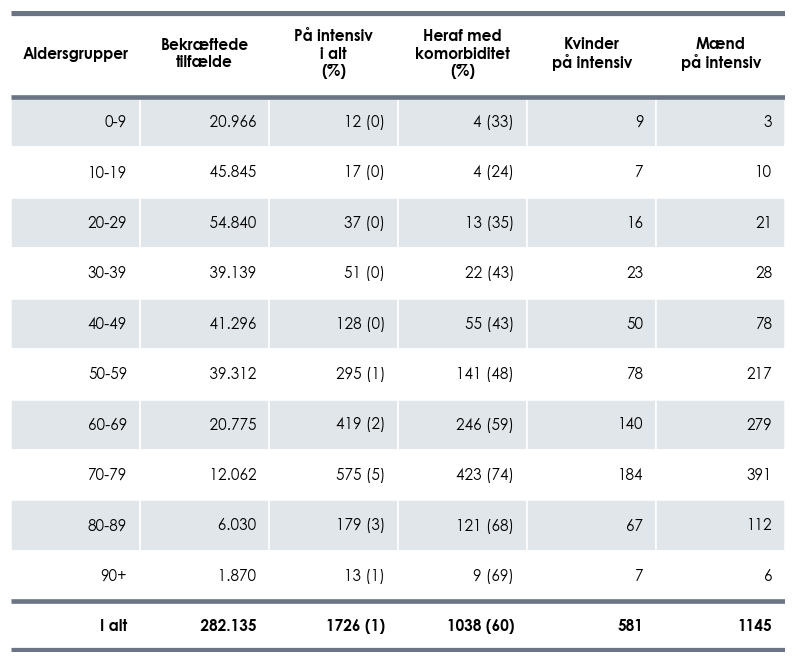 Aldersgrupper Bekræftede tilfælde På intensiv i alt (%) Heraf med komorbiditet (%) Kvinder på intensiv Mænd på intensiv
0-9 20.966 12 (0) 4 (33) 9 3
10-19 45.845 17 (0) 4 (24) 7 10
20-29 54.840 37 (0) 13 (35) 16 21
30-39 39.139 51 (0) 22 (43) 23 28
40-49 41.296 128 (0) 55 (43) 50 78
50-59 39.312 295 (1) 141 (48) 78 217
60-69 20.775 419 (2) 246 (59) 140 279
70-79 12.062 575 (5) 423 (74) 184 391
80-89 6.030 179 (3) 121 (68) 67 112
90+ 1.870 13 (1) 9 (69) 7 6
I alt 282.135 1726 (1) 1038 (60) 581 1145